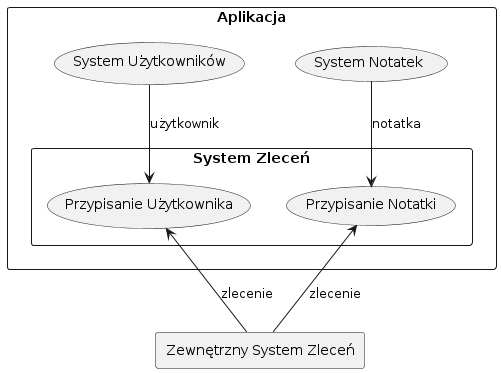 Aplikacja
System Użytkowników
System Notatek
użytkownik
notatka
System Zleceń
Przypisanie Użytkownika
Przypisanie Notatki
zlecenie
zlecenie
Zewnętrzny System Zleceń